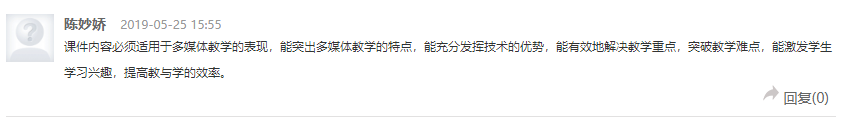 陈妙娇 2019-05-25 15:55
课件内容必须适用于多媒体教学的表现，能突出多媒体教学的特点，能充分发挥技术的优势，能有效地解决教学重点，突破教学难点，能激发学生
学习兴趣，提高教与学的效率。
回复(0)